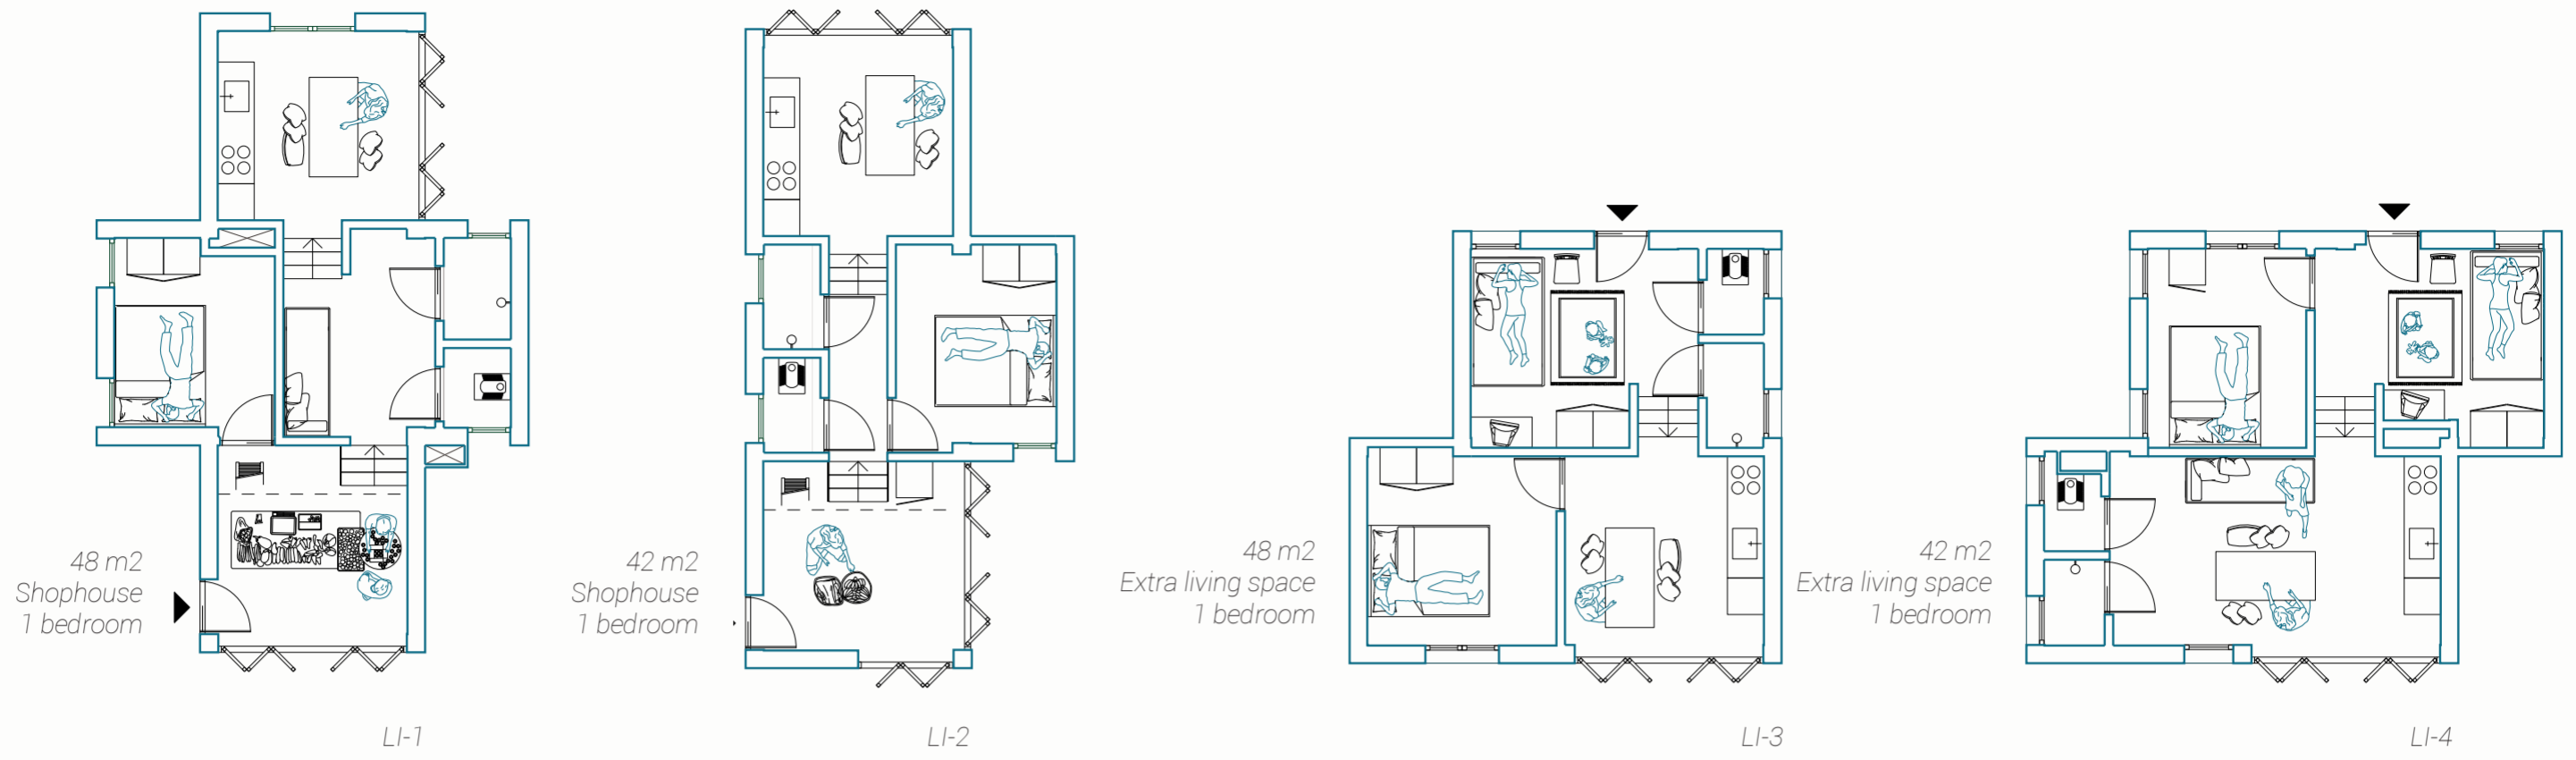 48 m2
Shophouse
1 bedroom
LI-1
42 m2
Shophouse
1 bedroom
LI-2
48 m2
Extra living space
1 bedroom
LI-3
42 m2
Extra living space
1 bedroom
LI-4